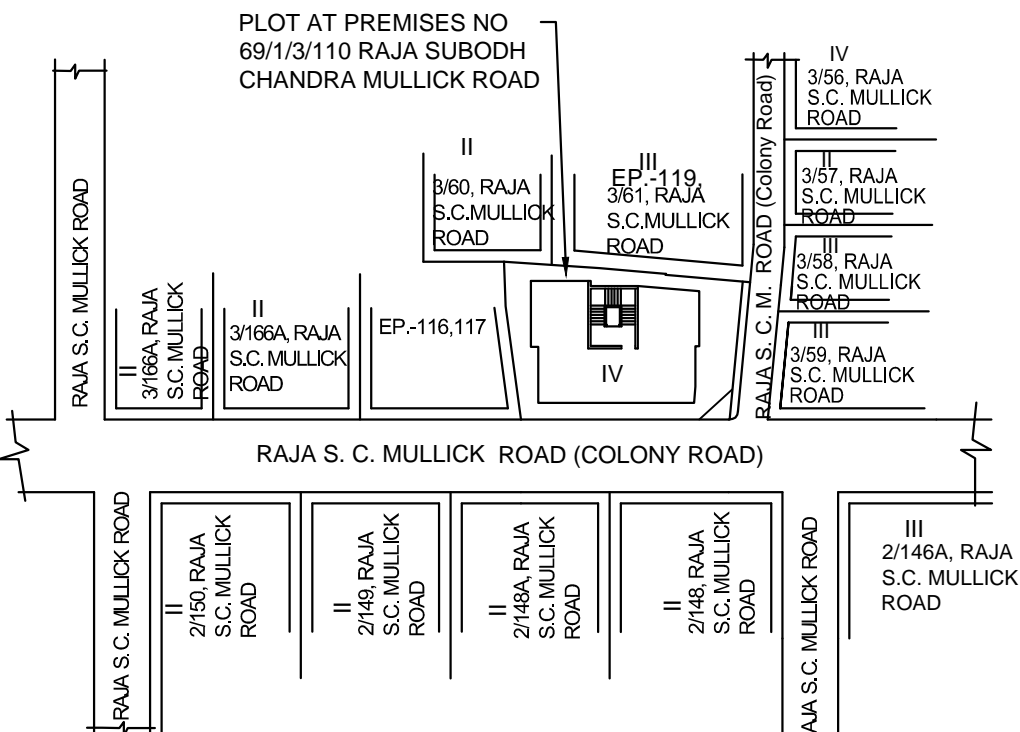 PLOT AT PREMISES NO
69/1/3/110 RAJA SUBODH
CHANDRA MULLICK ROAD
IV
3/56, RAJA
S.C. MULLICK
ROAD
II
3/57, RAJA
S.C. MULLICK
ROAD
III
3/58, RAJA
S.C. MULLICK
ROAD
III
3/59, RAJA
S.C. MULLICK
ROAD
RAJA S. C. M. ROAD (Colony Road)
II
3/60, RAJA
S.C.MULLICK
ROAD
III
EP.-119,
3/61, RAJA
S.C.MULLICK
ROAD
RAJA S.C. MULLICK ROAD
II
3/166A, RAJA
S.C. MULLICK
ROAD
II
3/166A, RAJA
S.C. MULLICK
ROAD
EP.-116,117
IV
RAJA S. C. MULLICK ROAD (COLONY ROAD)
RAJA S.C. MULLICK ROAD
II
2/150, RAJA
S.C. MULLICK
ROAD
II
2/149, RAJA
S.C. MULLICK
ROAD
II
2/148A, RAJA
S.C. MULLICK
ROAD
II
2/148, RAJA
S.C. MULLICK
ROAD
AJA S.C. MULLICK ROAD
III
2/146A, RAJA
S.C. MULLICK
ROAD